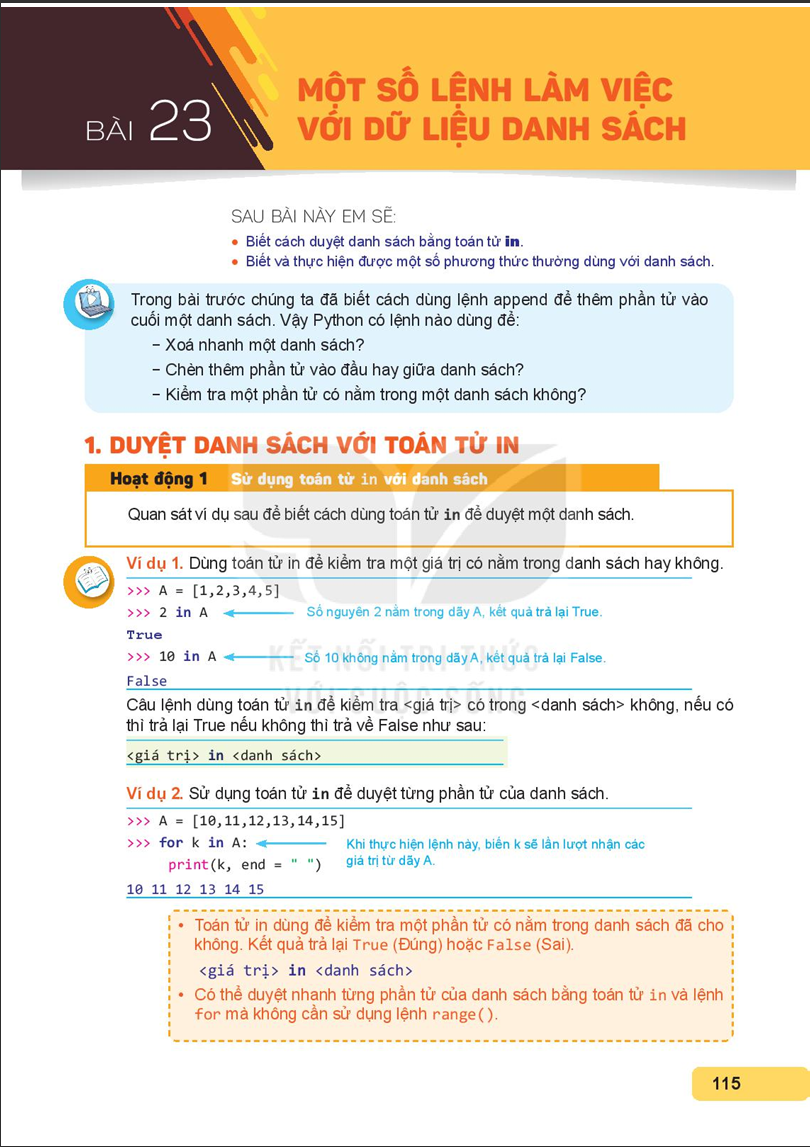 BÀI 23
MỘT SỐ LỆNH LÀM VIỆC
VỚI DỮ LIỆU DANH SÁCH
SAU BÀI NÀY EM SẼ:
• Biết cách duyệt danh sách bằng toán tử in.
• Biết và thực hiện được một số phương thức thường dùng với danh sách.
Trong bài trước chúng ta đã biết cách dùng lệnh append để thêm phần tử vào
cuối một danh sách. Vậy Python có lệnh nào dùng để:
– Xoá nhanh một danh sách?
– Chèn thêm phần tử vào đầu hay giữa danh sách?
– Kiểm tra một phần tử có nằm trong một danh sách không?
1. DUYỆT DANH SÁCH VỚI TOÁN TỬ IN
Hoạt động 1 Sử dụng toán tử in với danh sách
Quan sát ví dụ sau để biết cách dùng toán tử in để duyệt một danh sách.
Ví dụ 1. Dùng toán tử in để kiểm tra một giá trị có nằm trong danh sách hay không.
>>> A = [1,2,3,4,5]
>>> 2 in A Số nguyên 2 nằm trong dãy A, kết quả trả lại True.
True
>>> 10 in A Số 10 không nằm trong dãy A, kết quả trả lại False.
KẾT NỐI TRI THỨC
False
VỚI CUỘC SỐNG
Câu lệnh dùng toán tử in để kiểm tra <giá trị> có trong <danh sách> không, nếu có
thì trả lại True nếu không thì trả về False như sau:
<giá trị> in <danh sách>
Ví dụ 2. Sử dụng toán tử in để duyệt từng phần tử của danh sách.
>>> A = [10,11,12,13,14,15]
>>> for k in A: Khi thực hiện lệnh này, biến k sẽ lần lượt nhận các
print(k, end = " ") giá trị từ dãy A.
10 11 12 13 14 15
• Toán tử in dùng để kiểm tra một phần tử có nằm trong danh sách đã cho
không. Kết quả trả lại True (Đúng) hoặc False (Sai).
<giá trị> in <danh sách>
• Có thể duyệt nhanh từng phần tử của danh sách bằng toán tử in và lệnh
for mà không cần sử dụng lệnh range().
115